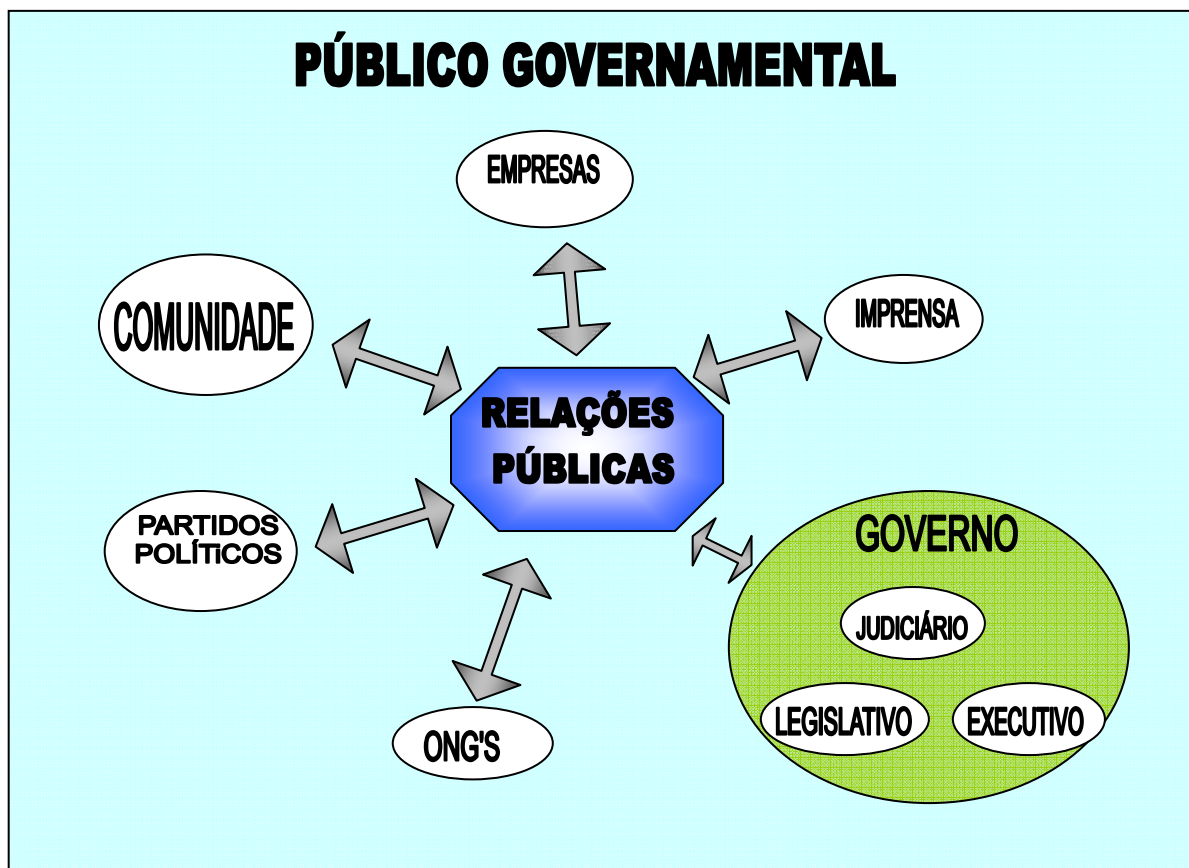 PÚBLICO GOVERNAMENTAL
EMPRESAS
COMUNIDADE
IMPRENSA
RELAÇÕES
PÚBLICAS
PARTIDOS
POLÍTICOS
GOVERNO
JUDICIÁRIO
LEGISLATIVO
EXECUTIVO
ONG'S